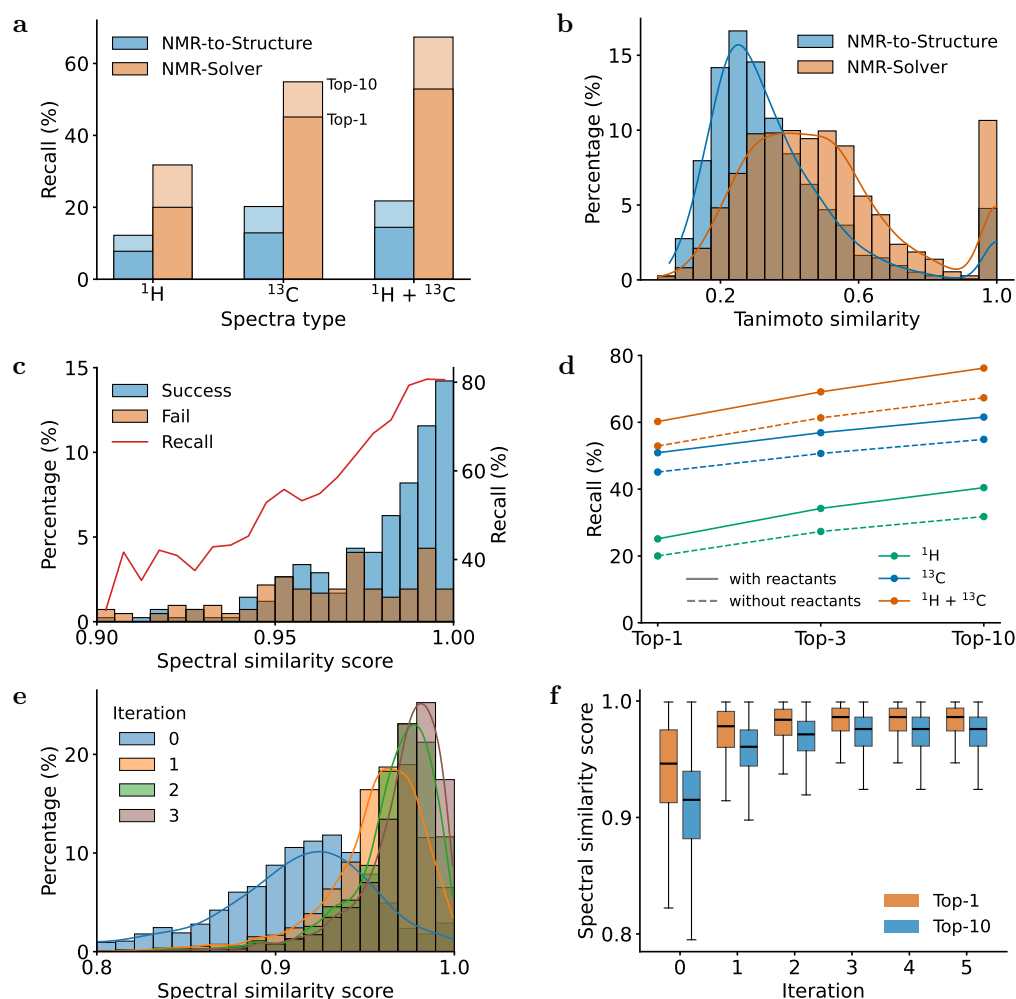 a
NMR-to-Structure
NMR-Solver
Top-10
Top-1
Recall (%)
60
40
20
0
¹H
¹³C
¹H + ¹³C
Spectra type
b
NMR-to-Structure
NMR-Solver
Percentage (%)
15
10
5
0
0.2
0.6
1.0
Tanimoto similarity
c
Success
Fail
Recall
Percentage (%)
15
10
5
0
Recall (%)
80
60
40
0.90
0.95
1.00
Spectral similarity score
d
Recall (%)
80
60
40
20
0
with reactants
without reactants
¹H
¹³C
¹H + ¹³C
Top-1
Top-3
Top-10
e
Iteration
0
1
2
3
Percentage (%)
20
10
0
0.8
0.9
1.0
Spectral similarity score
f
Spectral similarity score
1.0
0.9
0.8
Top-1
Top-10
0
1
2
3
4
5
Iteration